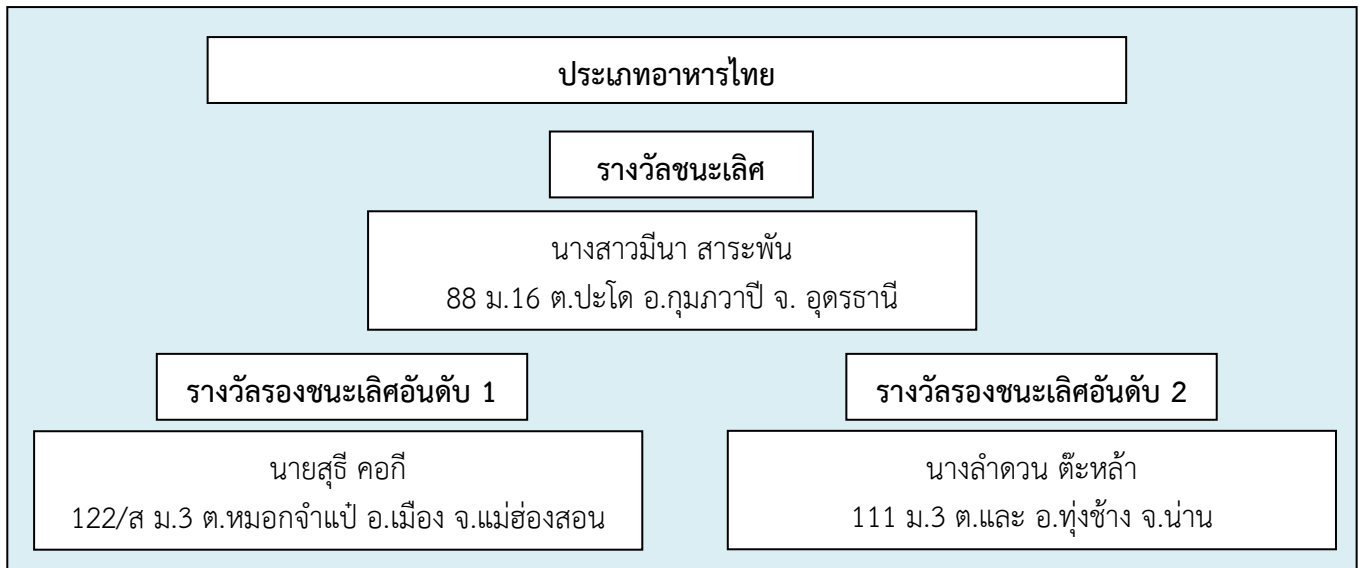 ประเภทอาหารไทย
รางวัลชนะเลิศ
นางสาวมีนา สาระพัน
88 ม.16 ต.ปะโด อ.กุมภวาปี จ. อุดรธานี
รางวัลรองชนะเลิศอันดับ 1
นายสุธี คอกี
122/ส ม.3 ต.หมอกจำแป๋ อ.เมือง จ.แม่ฮ่องสอน
รางวัลรองชนะเลิศอันดับ 2
นางลำดวน ต๊ะหล้า
111 ม.3 ต.และ อ.ทุ่งช้าง จ.น่าน